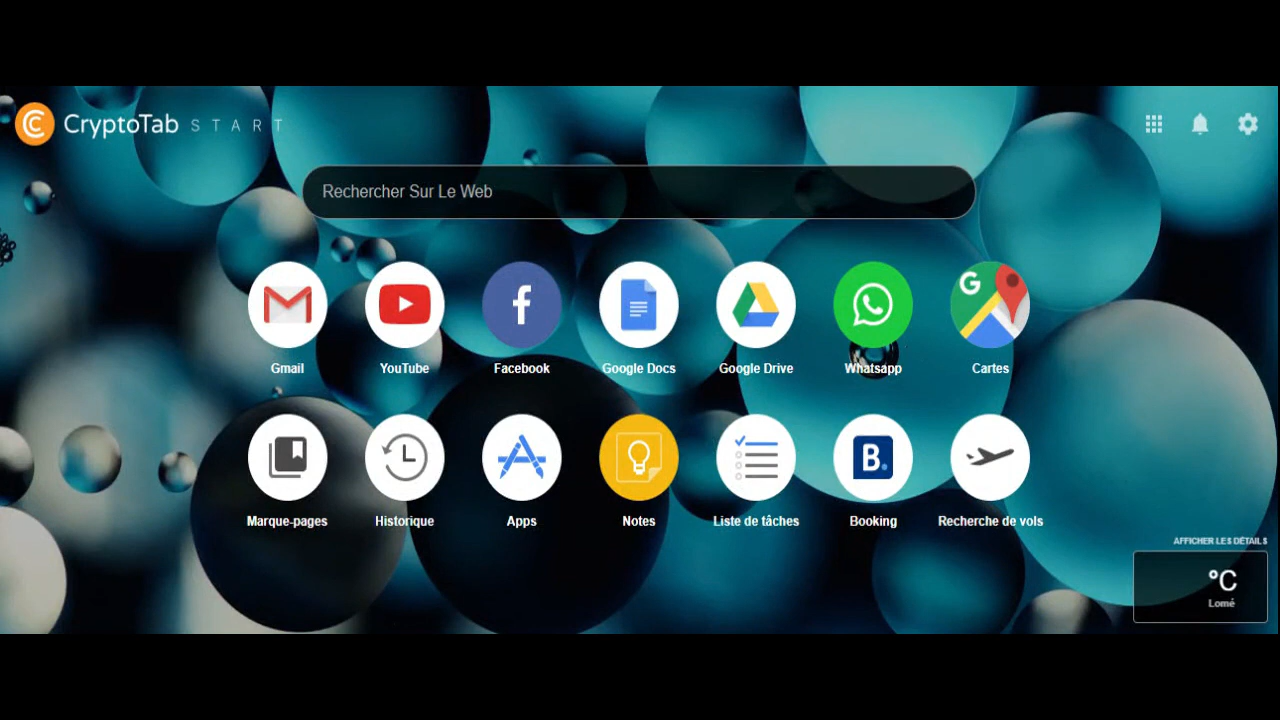 CryptoTab START
Rechercher Sur Le Web
Gmail YouTube Facebook Google Docs Google Drive Whatsapp Cartes
Marque-pages Historique Apps Notes Liste de tâches Booking Recherche de vols
AFFICHER LES DÉTAILS
°C
Lomé